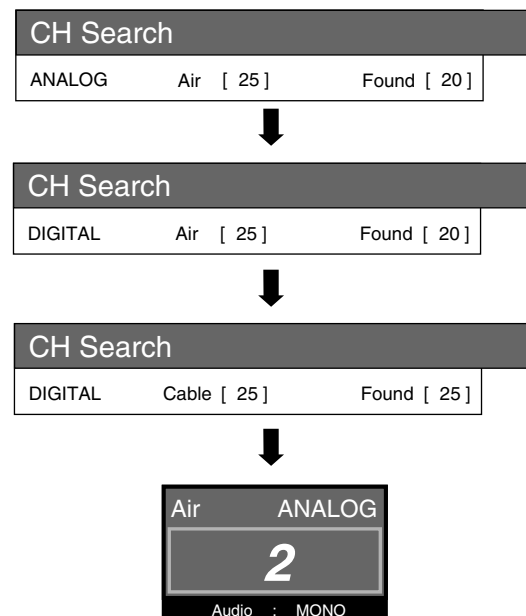 CH Search
ANALOG Air [ 25 ] Found [ 20 ]
CH Search
DIGITAL Air [ 25 ] Found [ 20 ]
CH Search
DIGITAL Cable [ 25 ] Found [ 25 ]
Air ANALOG
2
Audio : MONO